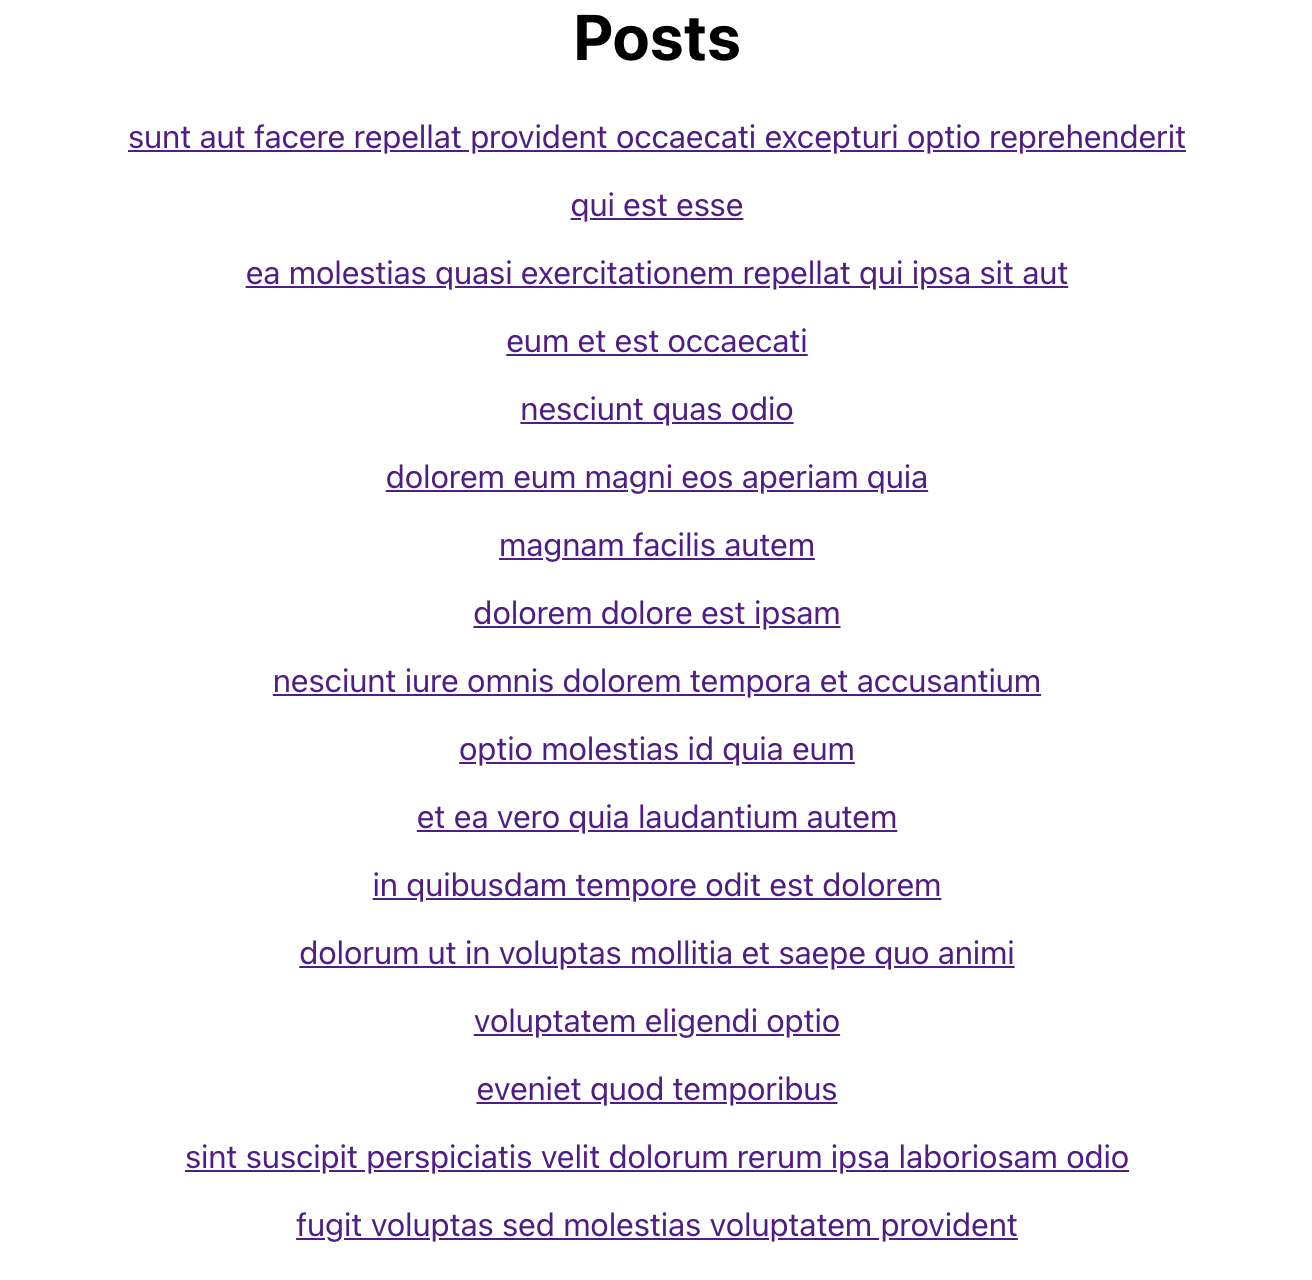 Posts
sunt aut facere repellat provident occaecati excepturi optio reprehenderit
qui est esse
ea molestias quasi exercitationem repellat qui ipsa sit aut
eum et est occaecati
nesciunt quas odio
dolorem eum magni eos aperiam quia
magnam facilis autem
dolorem dolore est ipsam
nesciunt iure omnis dolorem tempora et accusantium
optio molestias id quia eum
et ea vero quia laudantium autem
in quibusdam tempore odit est dolorem
dolorum ut in voluptas mollitia et saepe quo animi
voluptatem eligendi optio
eveniet quod temporibus
sint suscipit perspiciatis velit dolorum rerum ipsa laboriosam odio
fugit voluptas sed molestias voluptatem provident